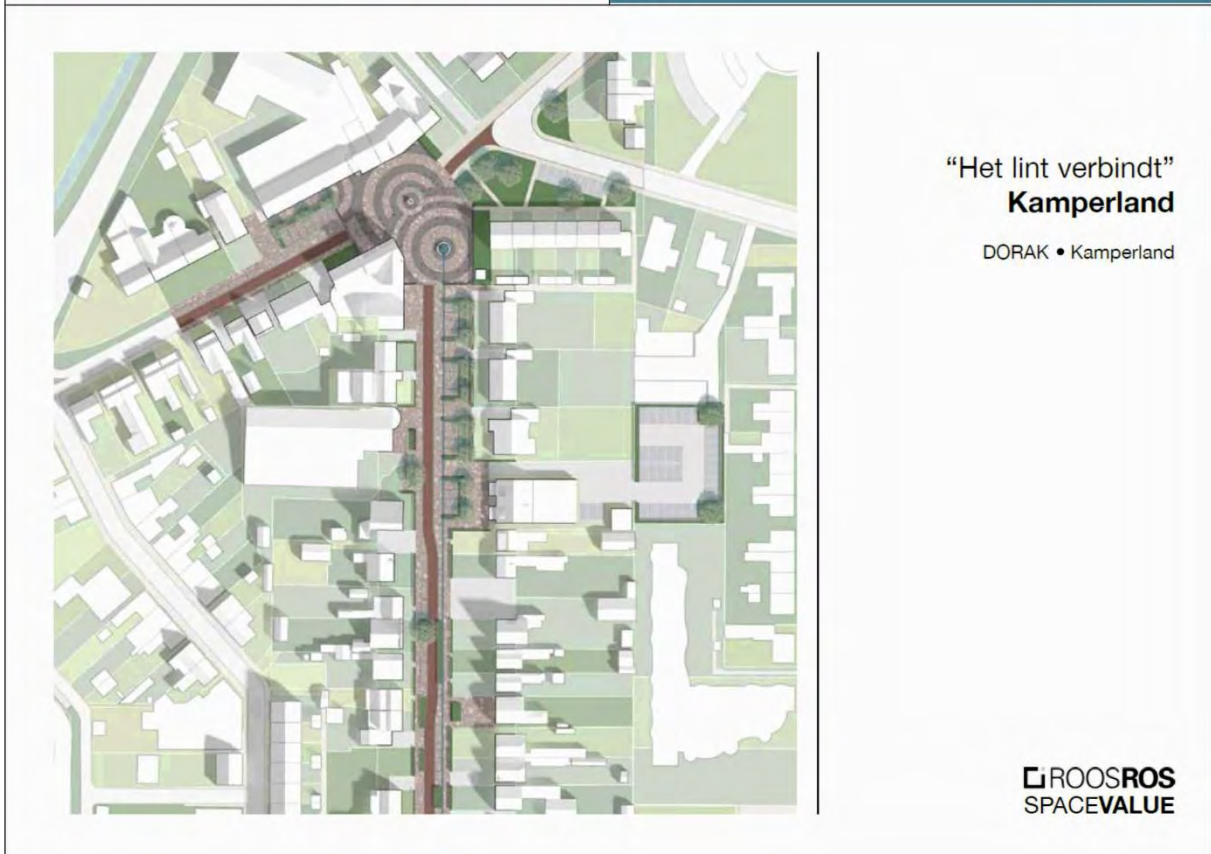 “Het lint verbindt”
Kamperland
DORAK • Kamperland
ROOSROS
SPACEVALUE